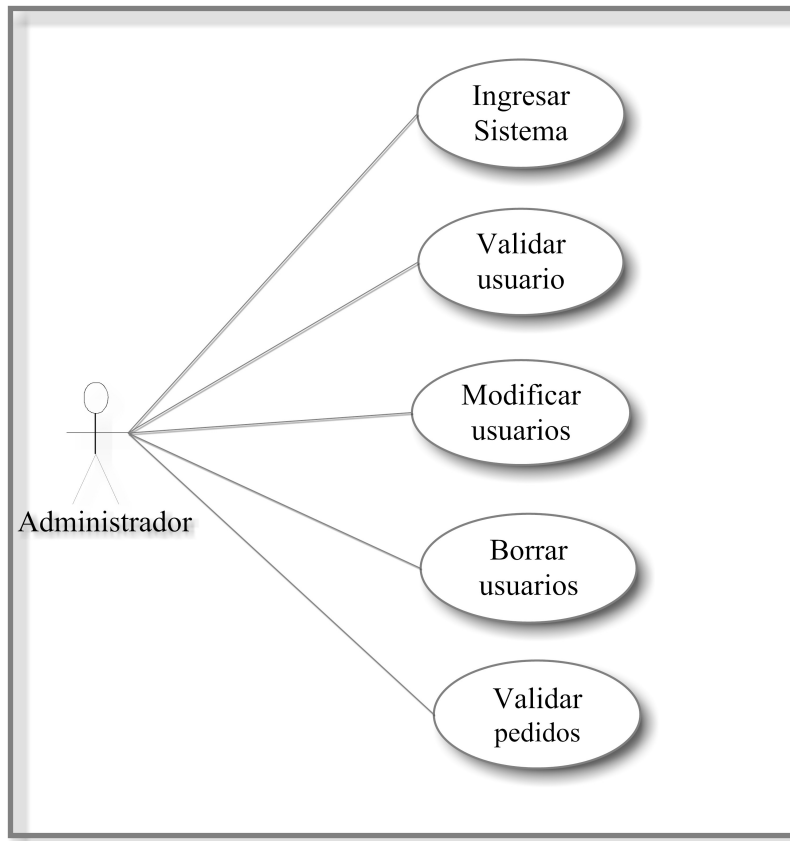 Ingresar
Sistema
Validar
usuario
Modificar
usuarios
Administrador
Borrar
usuarios
Validar
pedidos